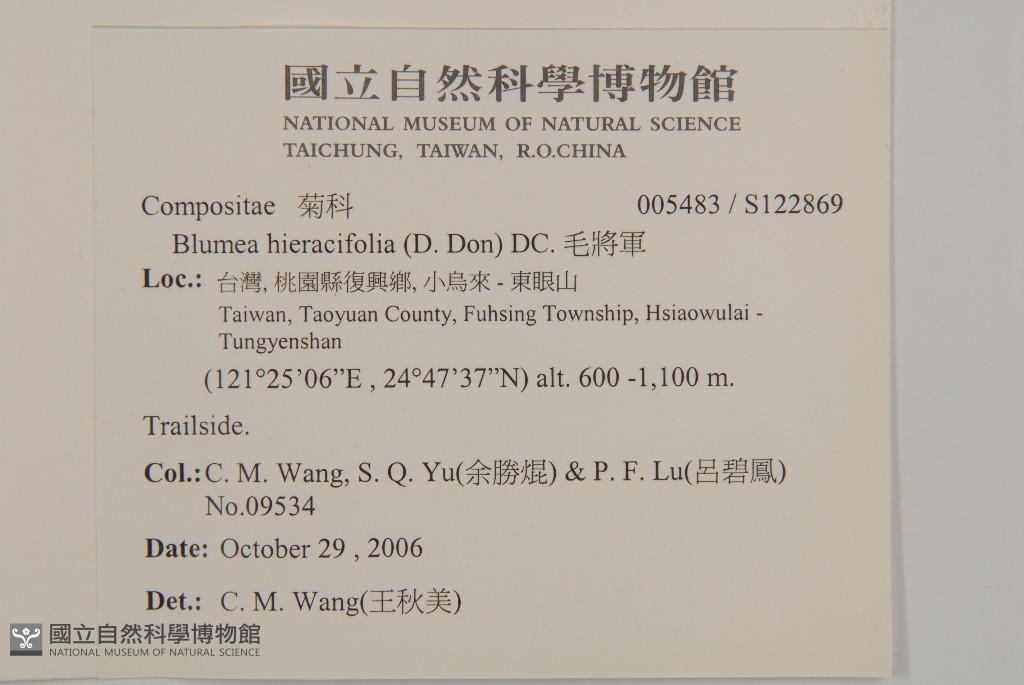 國立自然科學博物館
NATIONAL MUSEUM OF NATURAL SCIENCE
TAICHUNG, TAIWAN, R.O.CHINA
Compositae 菊科 005483 / S122869
Blumea hieracifolia (D. Don) DC. 毛將軍
Loc.: 台灣, 桃園縣復興鄉, 小烏來 - 東眼山
Taiwan, Taoyuan County, Fuhsing Township, Hsiaowulai -
Tungyenshan
(121°25’06”E , 24°47’37”N) alt. 600 -1,100 m.
Trailside.
Col.: C. M. Wang, S. Q. Yu(余勝焜) & P. F. Lu(呂碧鳳)
No.09534
Date: October 29 , 2006
Det.: C. M. Wang(王秋美)
國立自然科學博物館
NATIONAL MUSEUM OF NATURAL SCIENCE